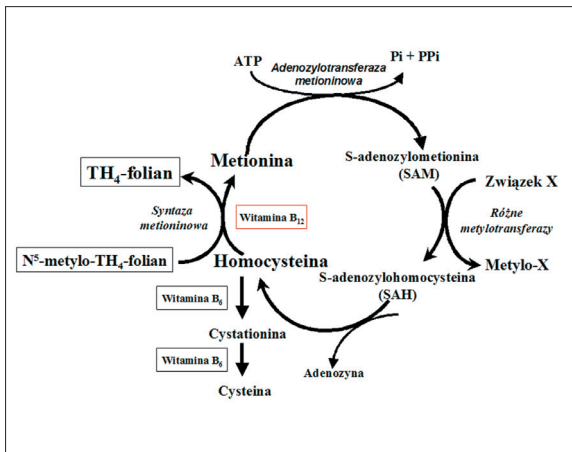 ATP
Adenozylotransferaza
metioninowa
Pi + PPi
Metionina
S-adenozylometionina
(SAM)
TH₄-folian
Związek X
Syntaza
metioninowa
Witamina B₁₂
Różne
metylotransferazy
N⁵-metylo-TH₄-folian
Homocysteina
Metylo-X
S-adenozylohomocysteina
(SAH)
Witamina B₆
Cystationina
Witamina B₆
Adenozyna
Cysteina